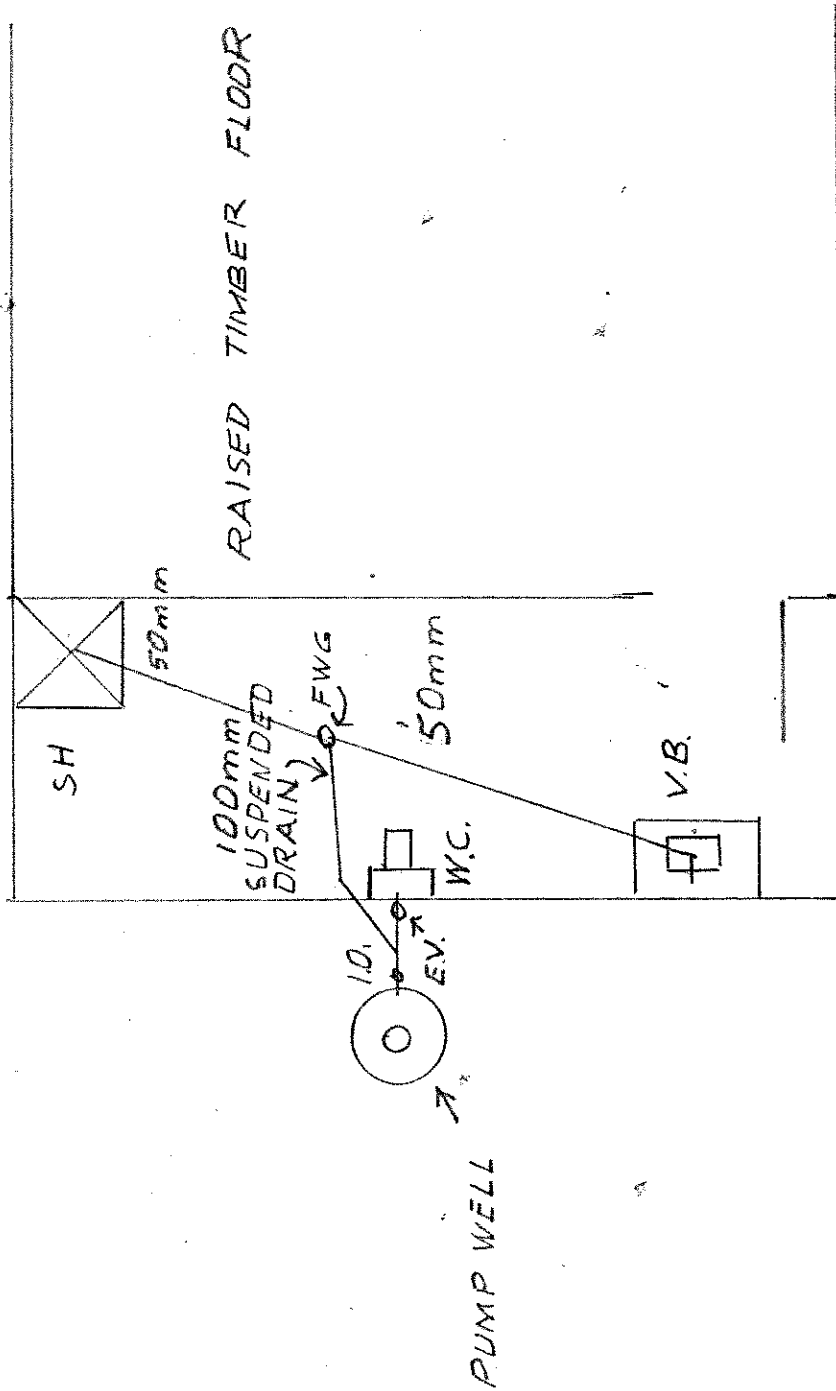 SH
50mm
RAISED TIMBER FLOOR
100mm
SUSPENDED
DRAIN
FWG
50mm
I.O.
W.C.
E.V.
V.B.
PUMP WELL